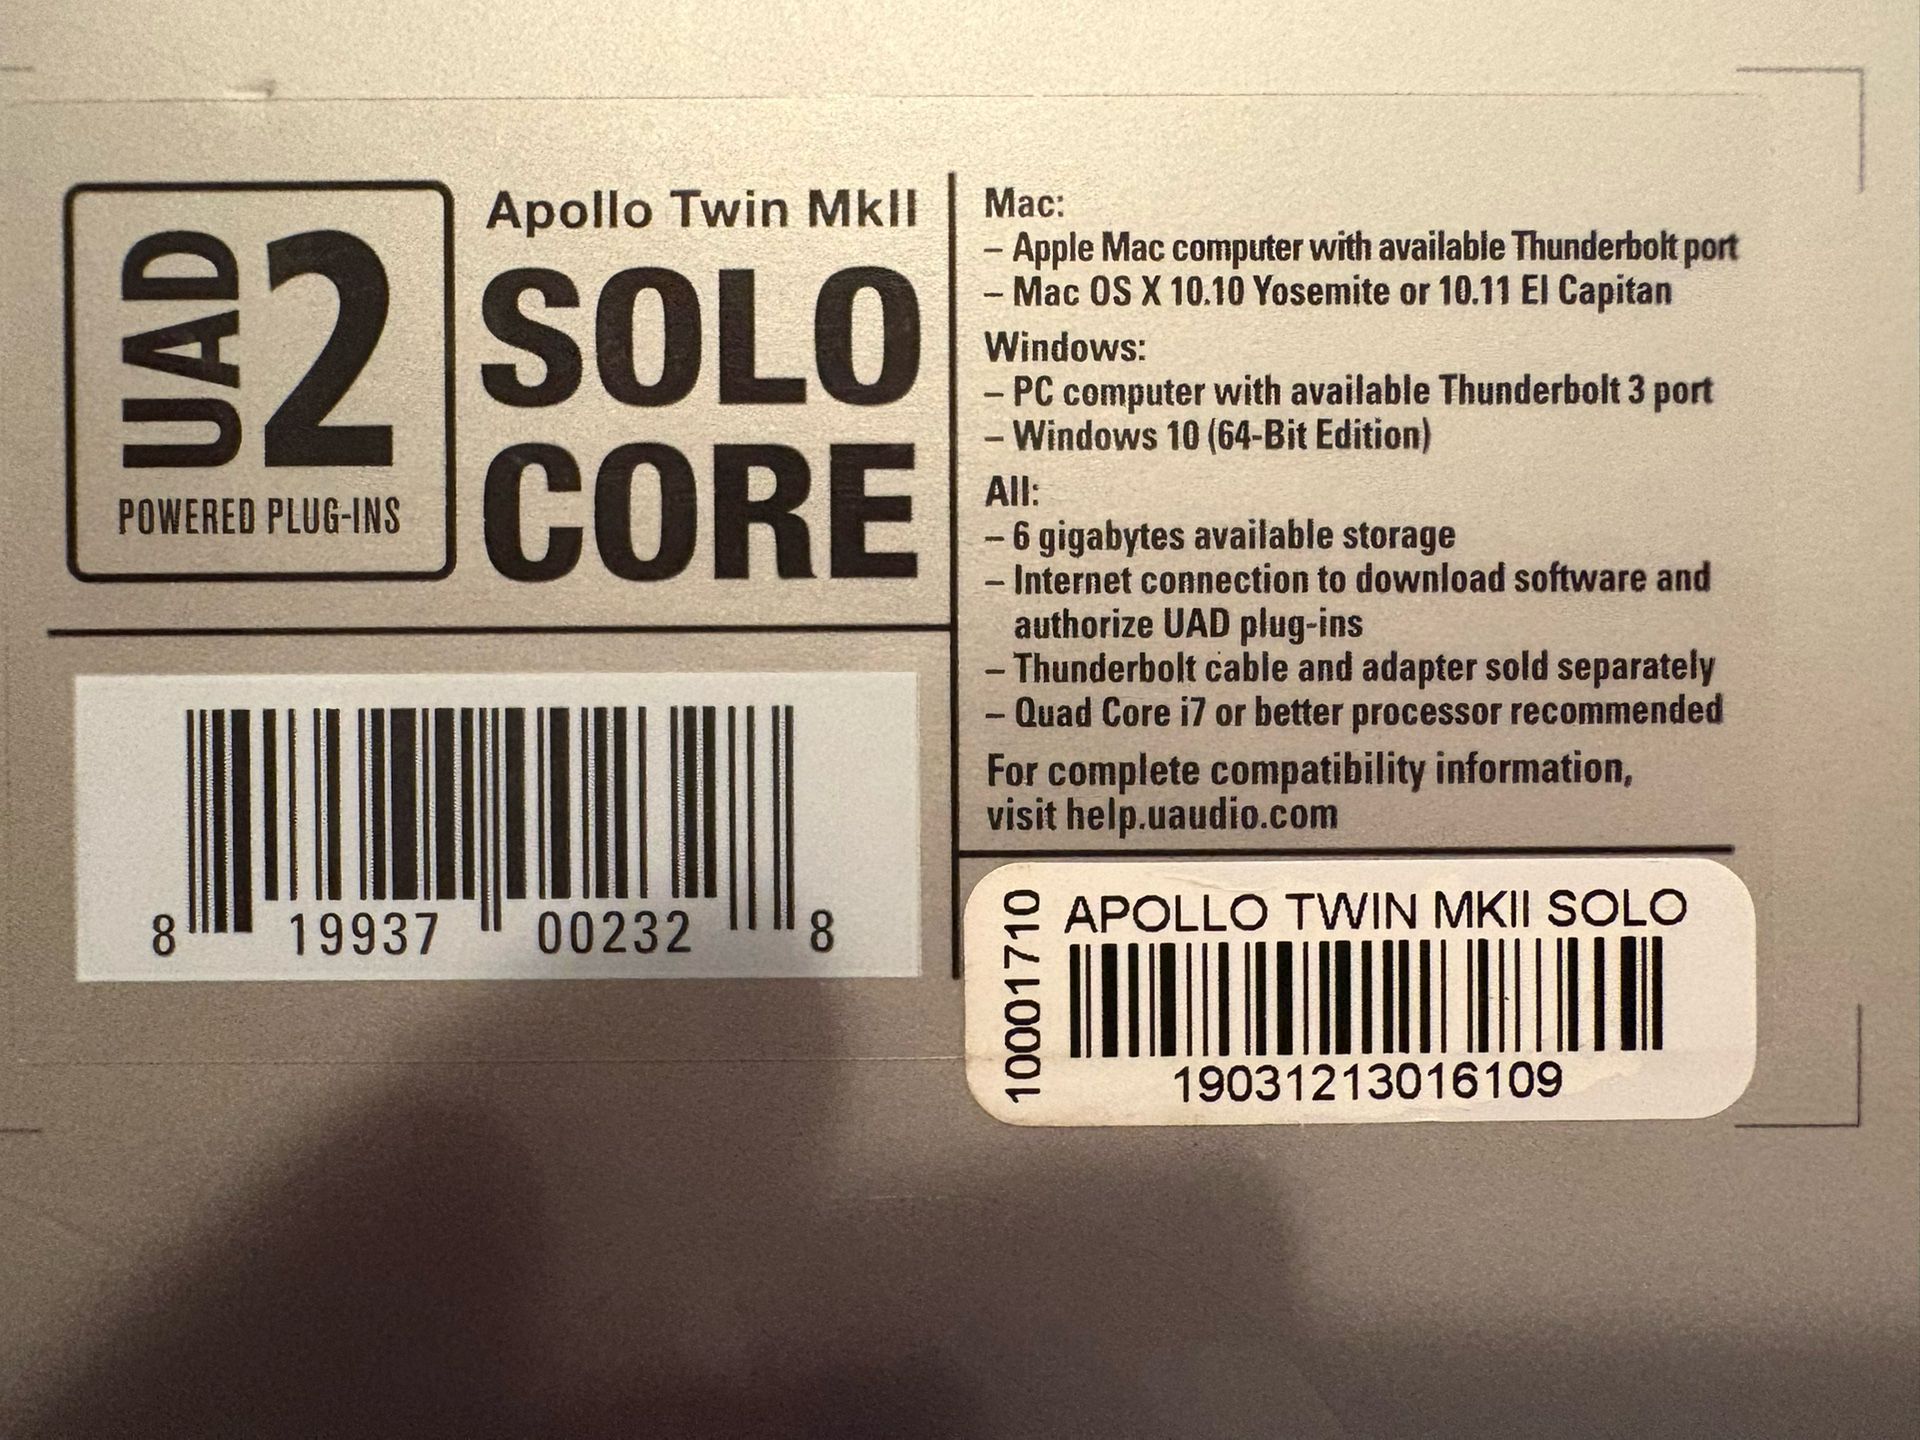 UAD 2
POWERED PLUG-INS
Apollo Twin MkII
SOLO
CORE
8 19937 00232 8
Mac:
– Apple Mac computer with available Thunderbolt port
– Mac OS X 10.10 Yosemite or 10.11 El Capitan
Windows:
– PC computer with available Thunderbolt 3 port
– Windows 10 (64-Bit Edition)
All:
– 6 gigabytes available storage
– Internet connection to download software and
authorize UAD plug-ins
– Thunderbolt cable and adapter sold separately
– Quad Core i7 or better processor recommended
For complete compatibility information,
visit help.uaudio.com
10001710
APOLLO TWIN MKII SOLO
19031213016109